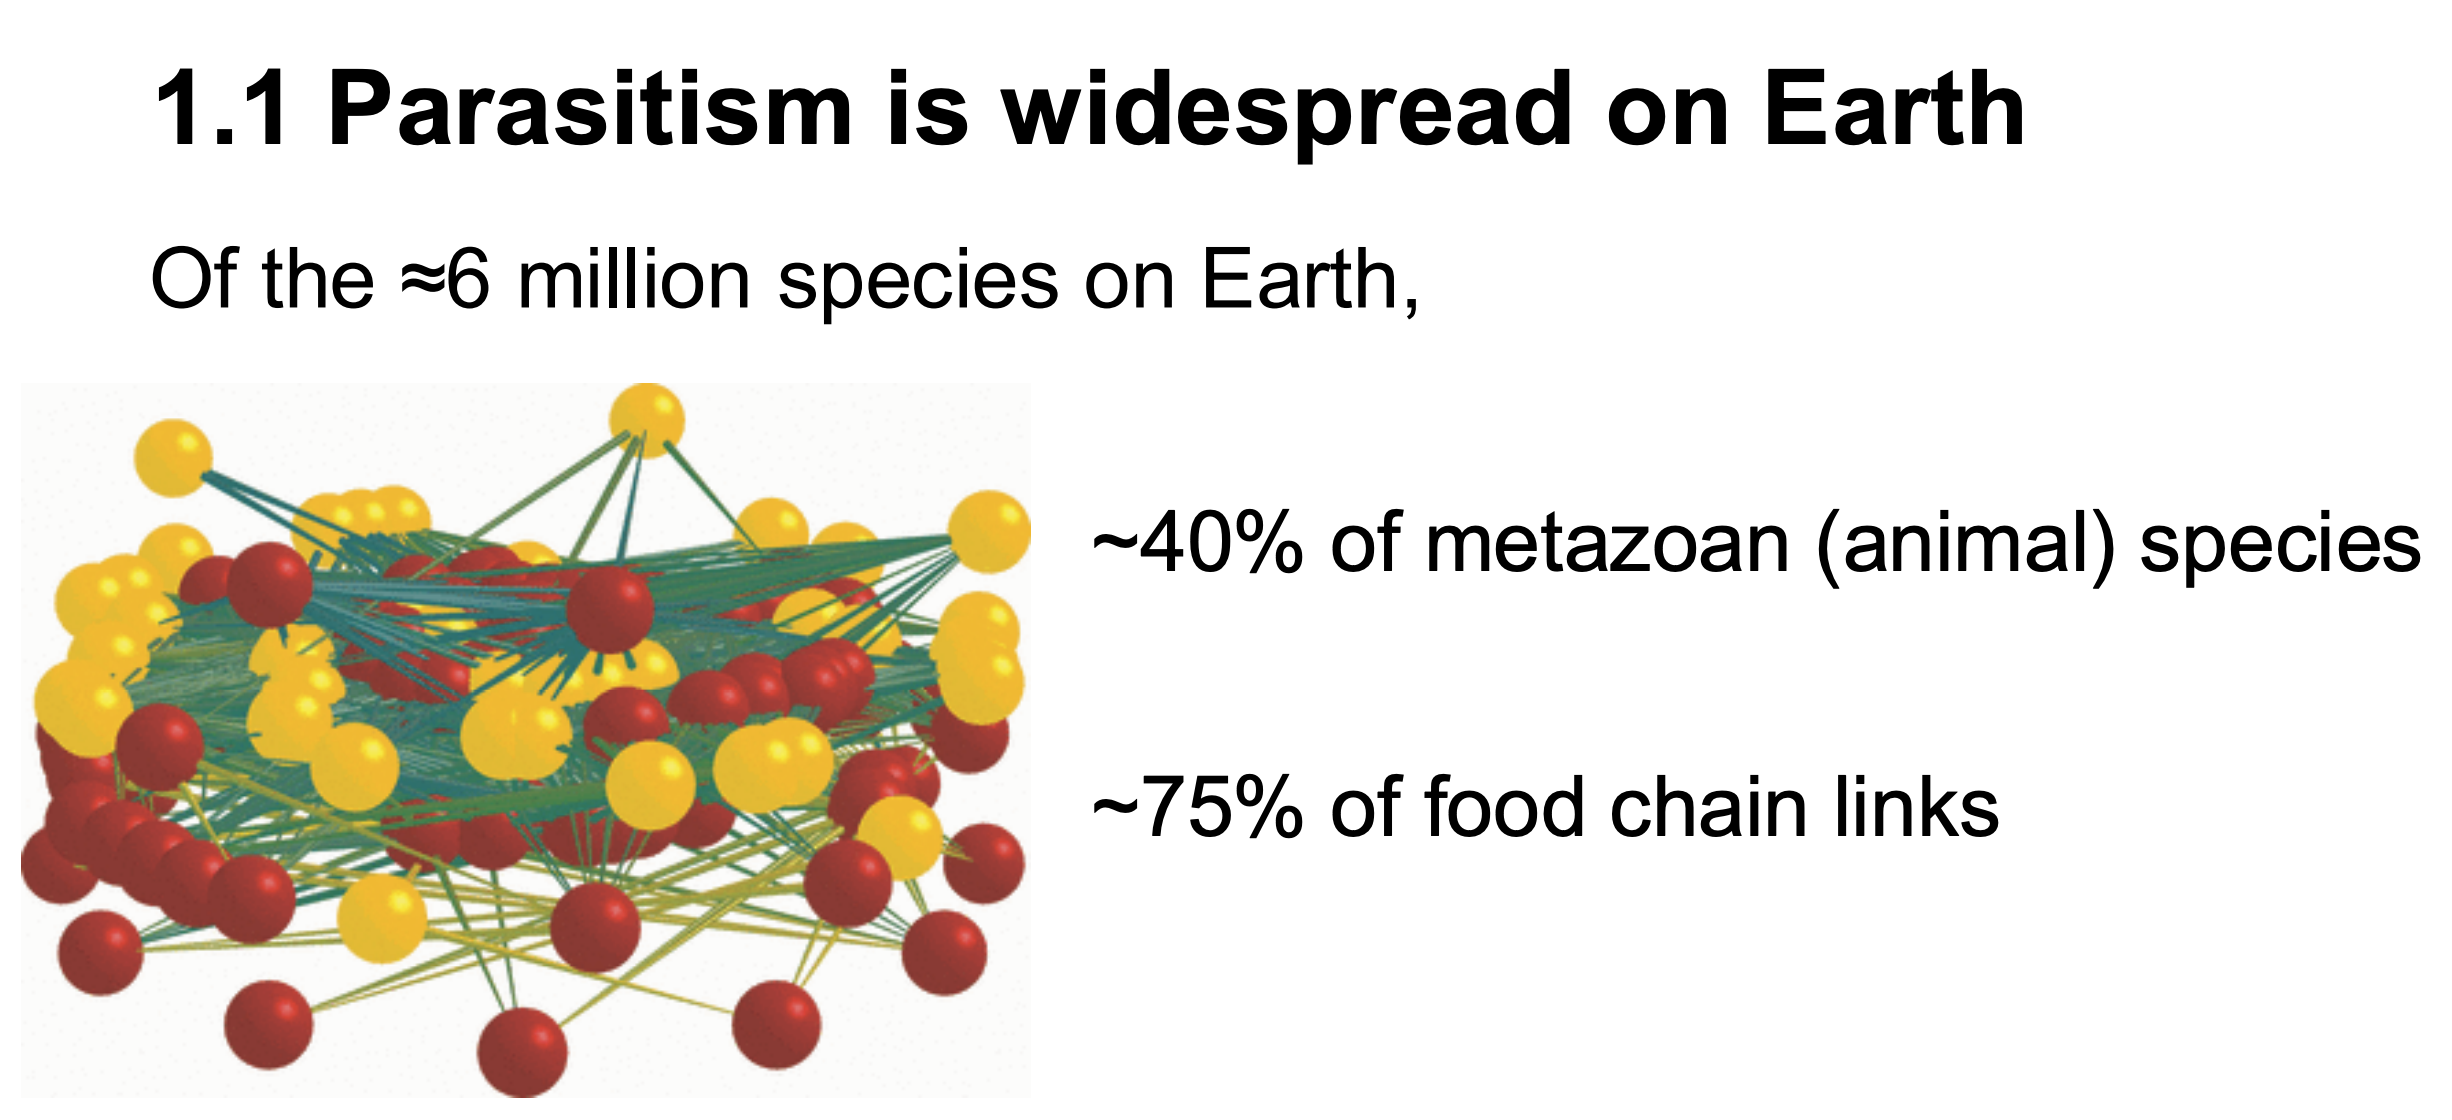 1.1 Parasitism is widespread on Earth
Of the ≈6 million species on Earth,
~40% of metazoan (animal) species
~75% of food chain links